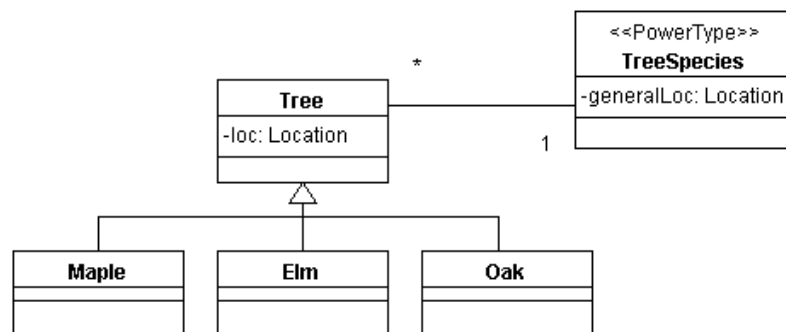 <<PowerType>>
TreeSpecies
-generalLoc: Location
*
1
Tree
-loc: Location
Maple
Elm
Oak